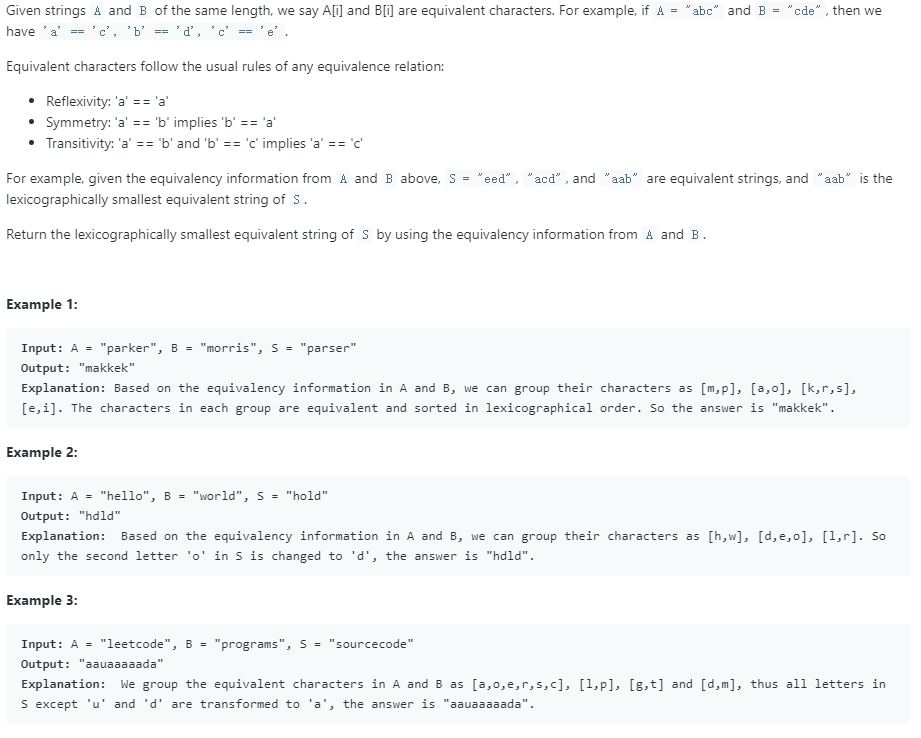 Given strings A and B of the same length, we say A[i] and B[i] are equivalent characters. For example, if A = "abc" and B = "cde" , then we
have 'a' == 'c', 'b' == 'd', 'c' == 'e' .
Equivalent characters follow the usual rules of any equivalence relation:
• Reflexivity: 'a' == 'a'
• Symmetry: 'a' == 'b' implies 'b' == 'a'
• Transitivity: 'a' == 'b' and 'b' == 'c' implies 'a' == 'c'
For example, given the equivalency information from A and B above, S = "eed" , "acd" , and "aab" are equivalent strings, and "aab" is the
lexicographically smallest equivalent string of S .
Return the lexicographically smallest equivalent string of S by using the equivalency information from A and B .
Example 1:
Input: A = "parker", B = "morris", S = "parser"
Output: "makkek"
Explanation: Based on the equivalency information in A and B, we can group their characters as [m,p], [a,o], [k,r,s],
[e,i]. The characters in each group are equivalent and sorted in lexicographical order. So the answer is "makkek".
Example 2:
Input: A = "hello", B = "world", S = "hold"
Output: "hdld"
Explanation: Based on the equivalency information in A and B, we can group their characters as [h,w], [d,e,o], [l,r]. So
only the second letter 'o' in S is changed to 'd', the answer is "hdld".
Example 3:
Input: A = "leetcode", B = "programs", S = "sourcecode"
Output: "aauaaaaada"
Explanation: We group the equivalent characters in A and B as [a,o,e,r,s,c], [l,p], [g,t] and [d,m], thus all letters in
S except 'u' and 'd' are transformed to 'a', the answer is "aauaaaaada".